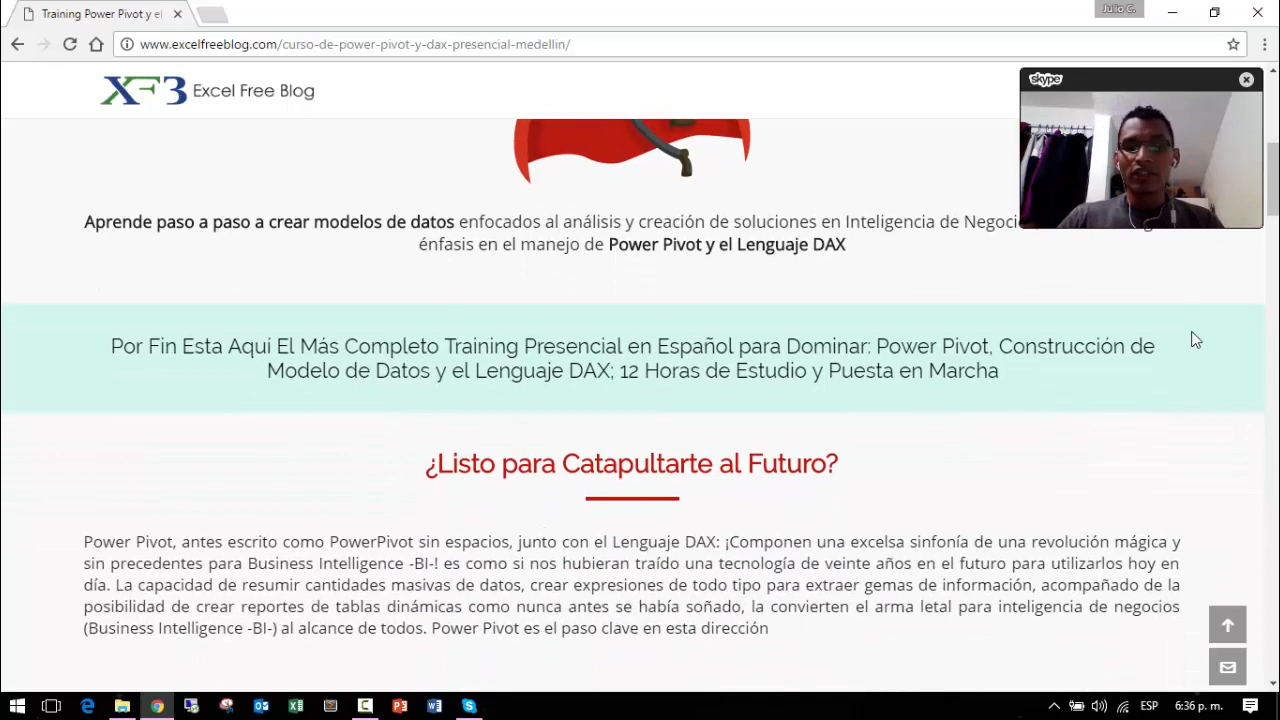 Training Power Pivot y el
Julio C.
www.excelfreeblog.com/curso-de-power-pivot-y-dax-presencial-medellin/
XF3 Excel Free Blog
skype
Aprende paso a paso a crear modelos de datos enfocados al análisis y creación de soluciones en Inteligencia de Negocio
énfasis en el manejo de Power Pivot y el Lenguaje DAX
Por Fin Esta Aquí El Más Completo Training Presencial en Español para Dominar: Power Pivot, Construcción de
Modelo de Datos y el Lenguaje DAX; 12 Horas de Estudio y Puesta en Marcha
¿Listo para Catapultarte al Futuro?
Power Pivot, antes escrito como PowerPivot sin espacios, junto con el Lenguaje DAX: ¡Componen una excelsa sinfonía de una revolución mágica y
sin precedentes para Business Intelligence -BI-! es como si nos hubieran traído una tecnología de veinte años en el futuro para utilizarlos hoy en
día. La capacidad de resumir cantidades masivas de datos, crear expresiones de todo tipo para extraer gemas de información, acompañado de la
posibilidad de crear reportes de tablas dinámicas como nunca antes se había soñado, la convierten el arma letal para inteligencia de negocios
(Business Intelligence -BI-) al alcance de todos. Power Pivot es el paso clave en esta dirección
ESP
6:36 p. m.